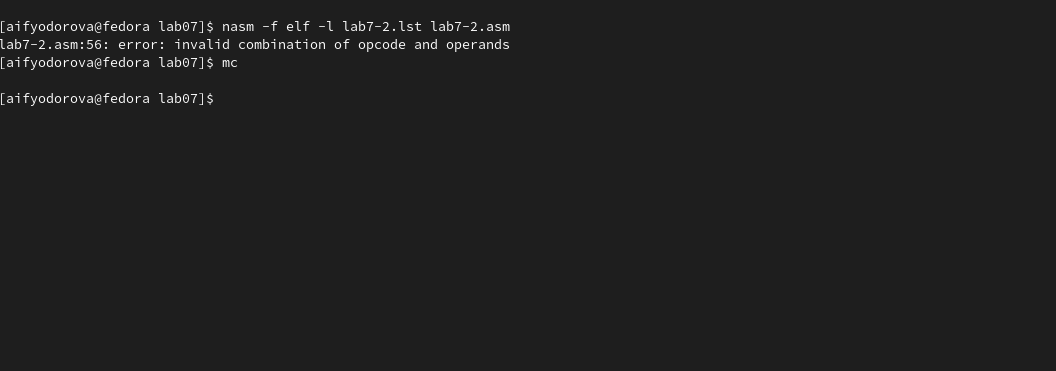 [aifyodorova@fedora lab07]$ nasm -f elf -l lab7-2.lst lab7-2.asm
lab7-2.asm:56: error: invalid combination of opcode and operands
[aifyodorova@fedora lab07]$ mc
[aifyodorova@fedora lab07]$